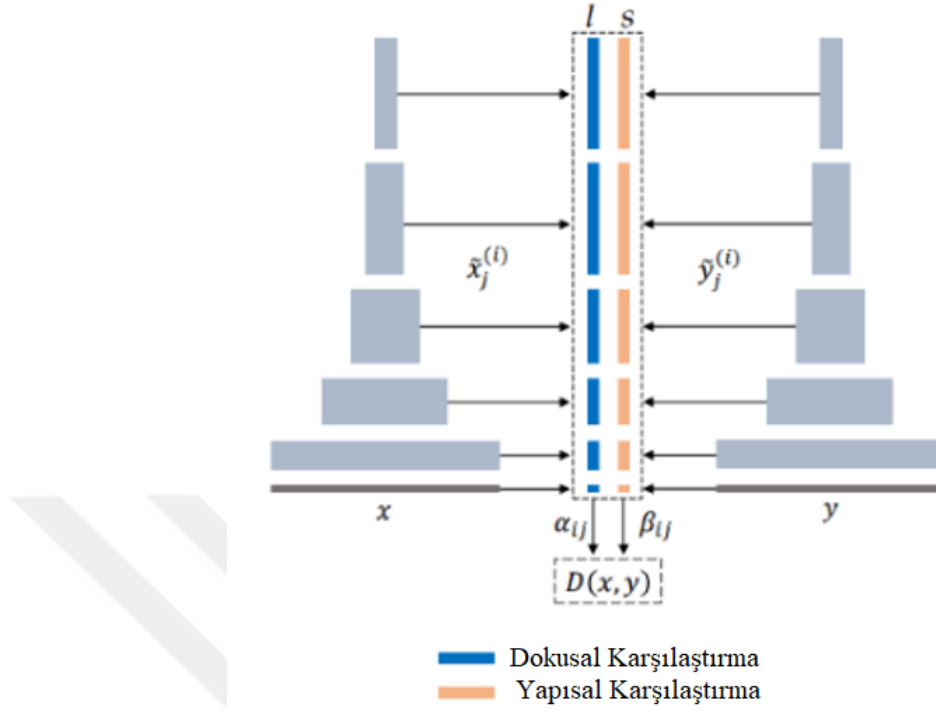 l s
x̃_j^(i) ỹ_j^(i)
x y
α_ij β_ij
D(x, y)
Dokusal Karşılaştırma
Yapısal Karşılaştırma